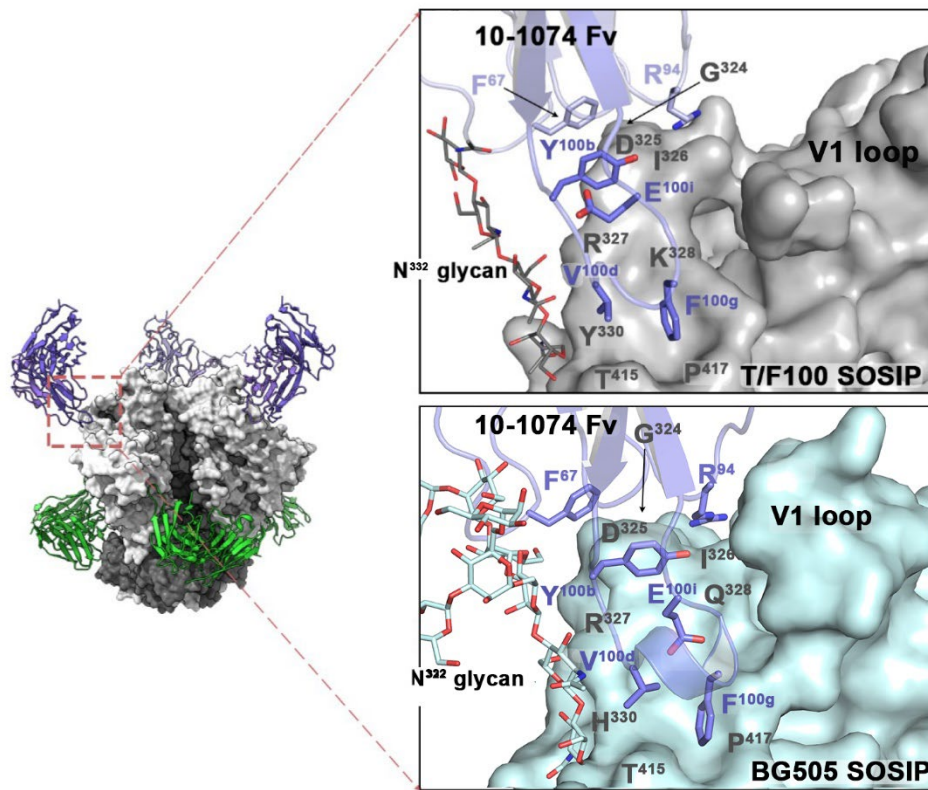 10-1074 Fv
F67
R94
G324
Y100b
D325
I326
V1 loop
E100i
R327
K328
N332 glycan
V100d
F100g
Y330
T415
P417
T/F100 SOSIP
10-1074 Fv
G324
F67
R94
V1 loop
D325
I326
Y100b
E100i
Q328
R327
N322 glycan
V100d
F100g
H330
P417
T415
BG505 SOSIP